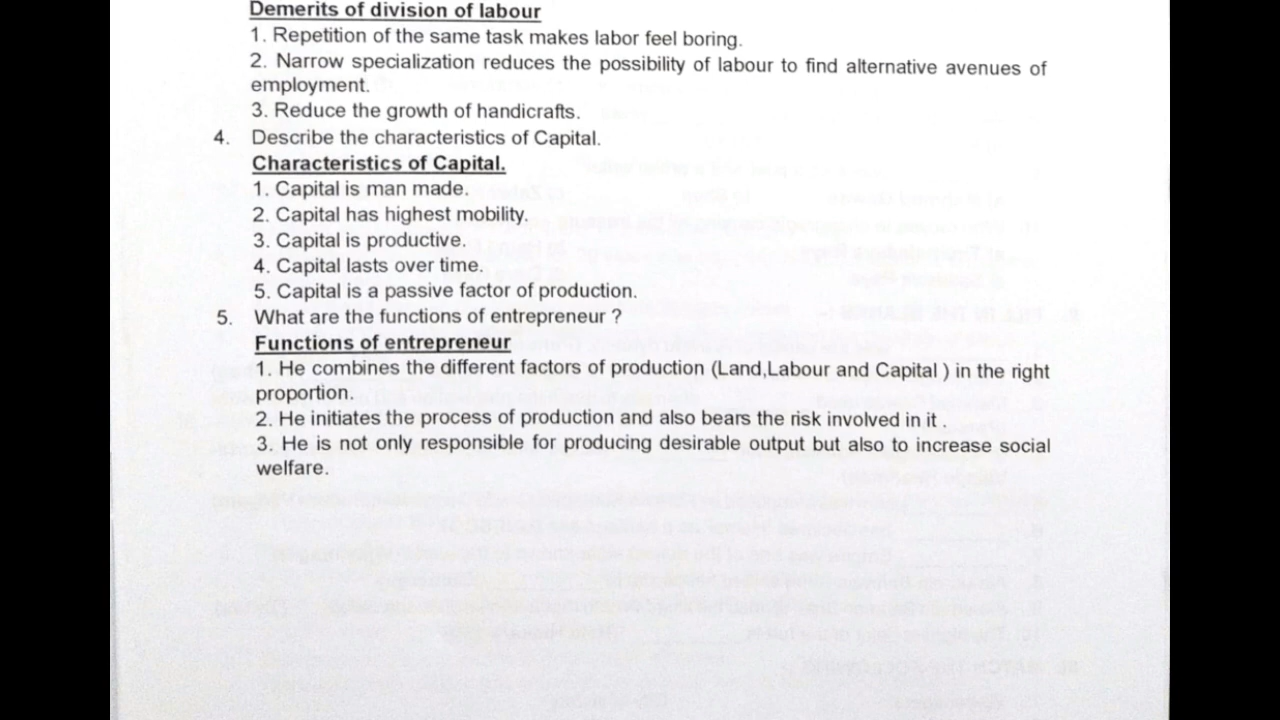 Demerits of division of labour
1. Repetition of the same task makes labor feel boring.
2. Narrow specialization reduces the possibility of labour to find alternative avenues of
employment.
3. Reduce the growth of handicrafts.
4. Describe the characteristics of Capital.
Characteristics of Capital.
1. Capital is man made.
2. Capital has highest mobility.
3. Capital is productive.
4. Capital lasts over time.
5. Capital is a passive factor of production.
5. What are the functions of entrepreneur ?
Functions of entrepreneur
1. He combines the different factors of production (Land,Labour and Capital ) in the right
proportion.
2. He initiates the process of production and also bears the risk involved in it .
3. He is not only responsible for producing desirable output but also to increase social
welfare.